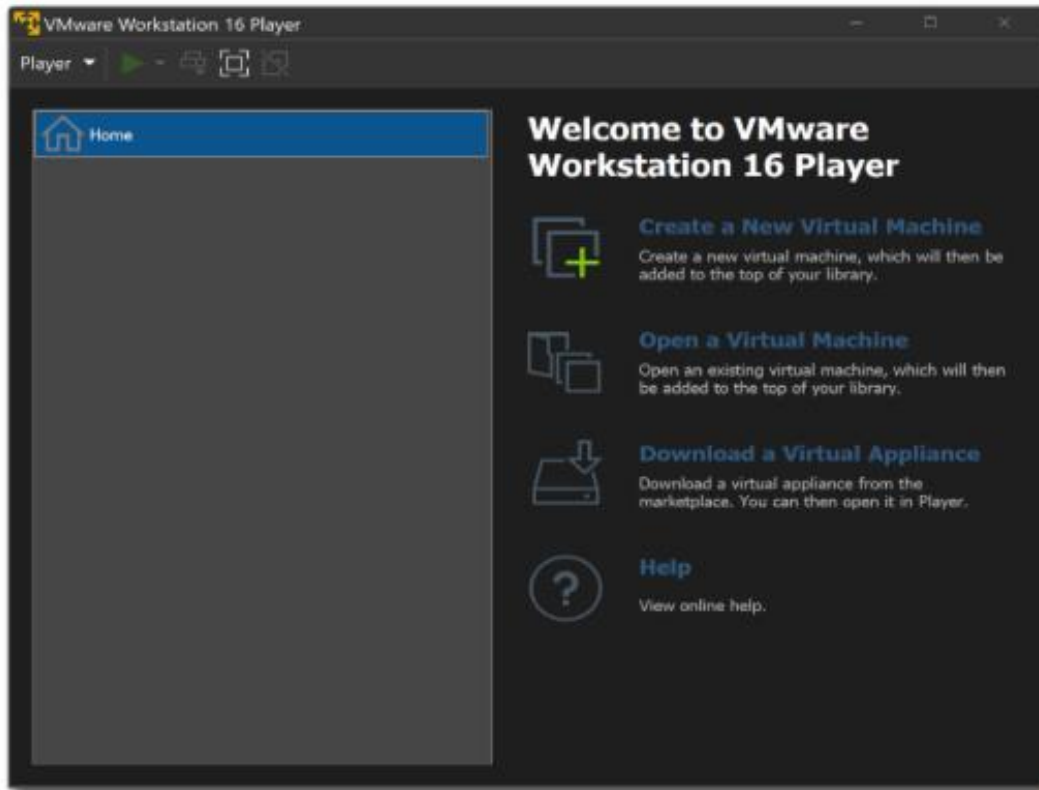 VMware Workstation 16 Player
Player
Home
Welcome to VMware
Workstation 16 Player
Create a New Virtual Machine
Create a new virtual machine, which will then be
added to the top of your library.
Open a Virtual Machine
Open an existing virtual machine, which will then
be added to the top of your library.
Download a Virtual Appliance
Download a virtual appliance from the
marketplace. You can then open it in Player.
Help
View online help.